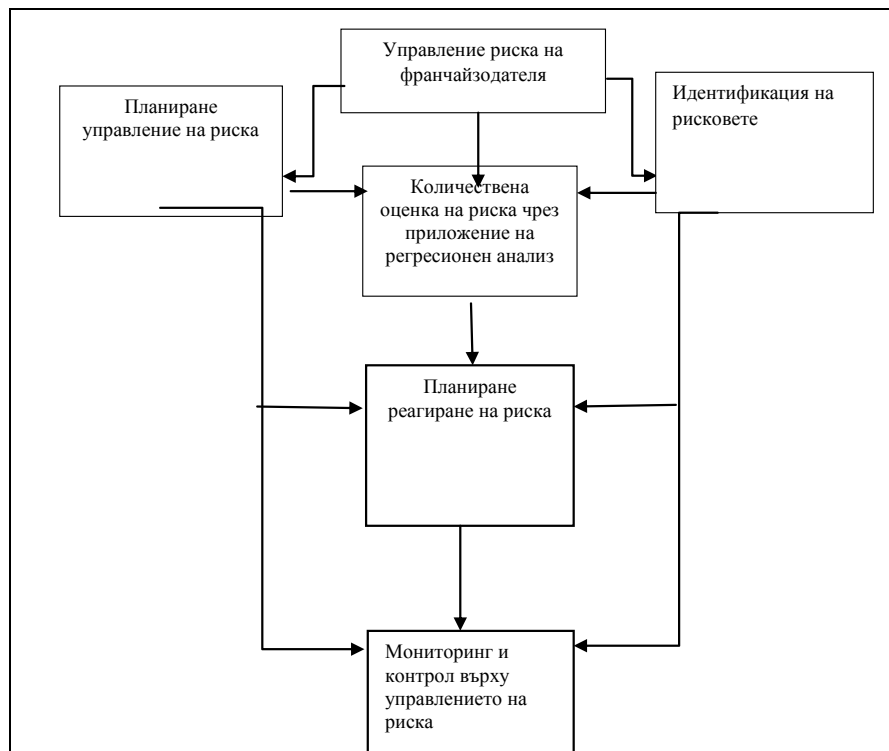 Управление риска на
франчайзодателя
Планиране
управление на риска
Идентификация на
рисковете
Количествена
оценка на риска чрез
приложение на
регресионен анализ
Планиране
реагиране на риска
Мониторинг и
контрол върху
управлението на
риска